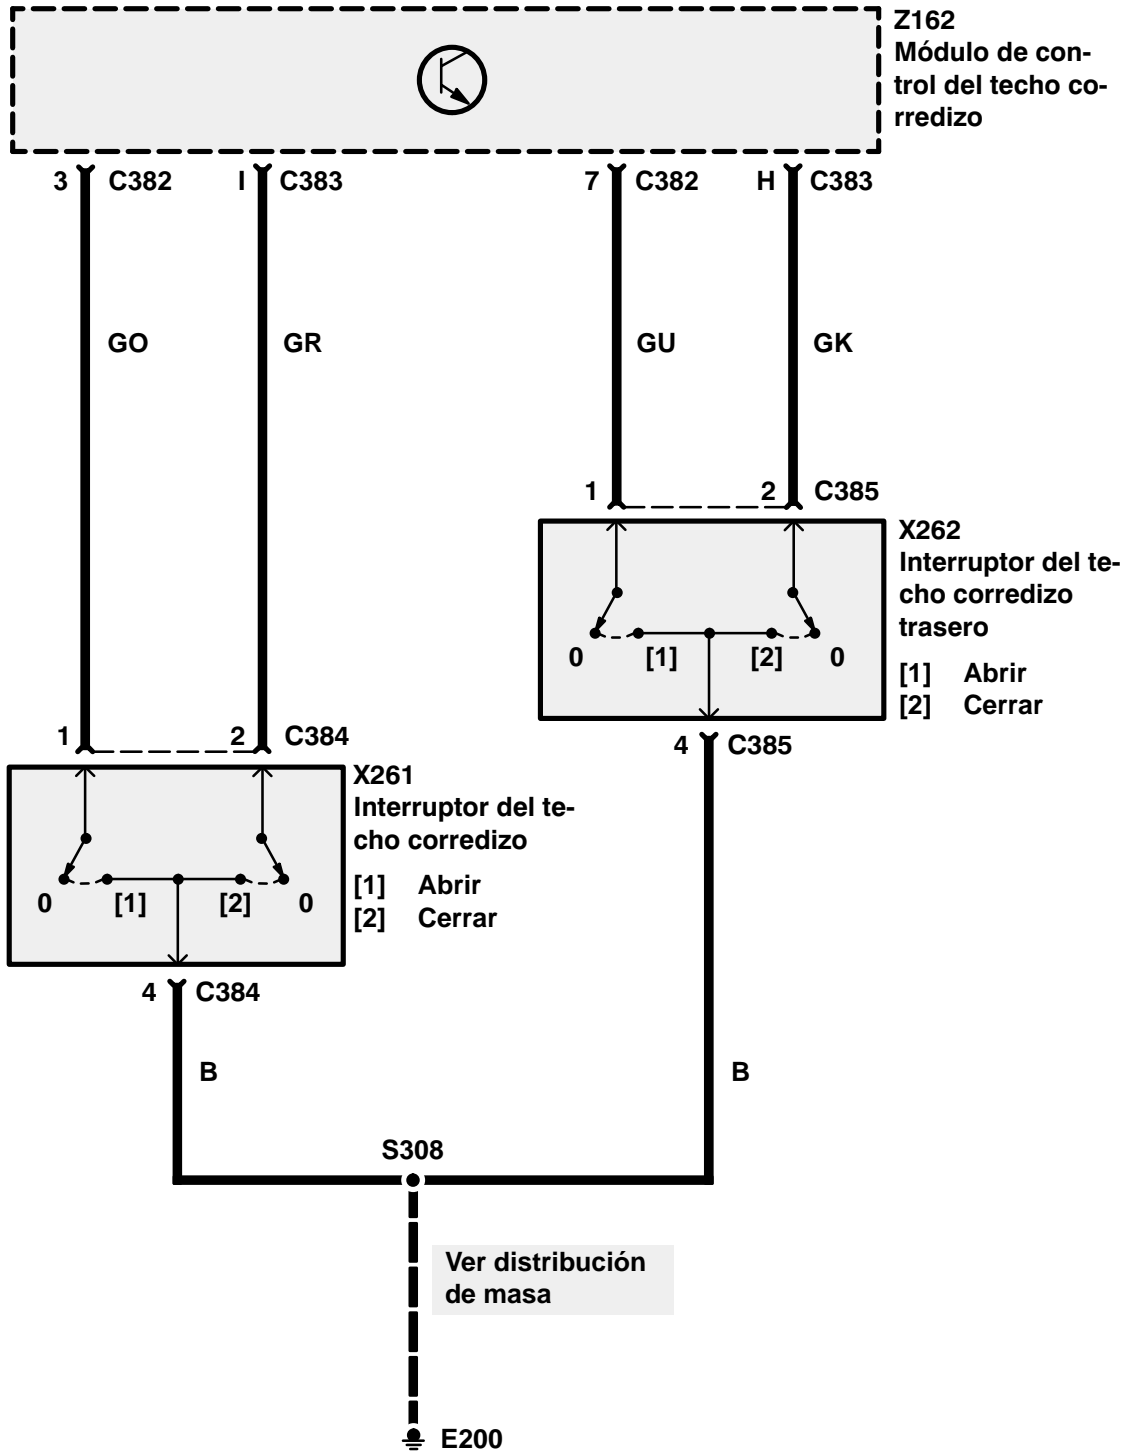 Z162
Módulo de con-
trol del techo co-
rredizo
3 C382 I C383 7 C382 H C383
GO GR GU GK
1 2 C385
X262
Interruptor del te-
cho corredizo
trasero
0 [1] [2] 0
[1] Abrir
[2] Cerrar
1 2 C384
4 C385
X261
Interruptor del te-
cho corredizo
[1] Abrir
[2] Cerrar
0 [1] [2] 0
4 C384
B B
S308
Ver distribución
de masa
E200